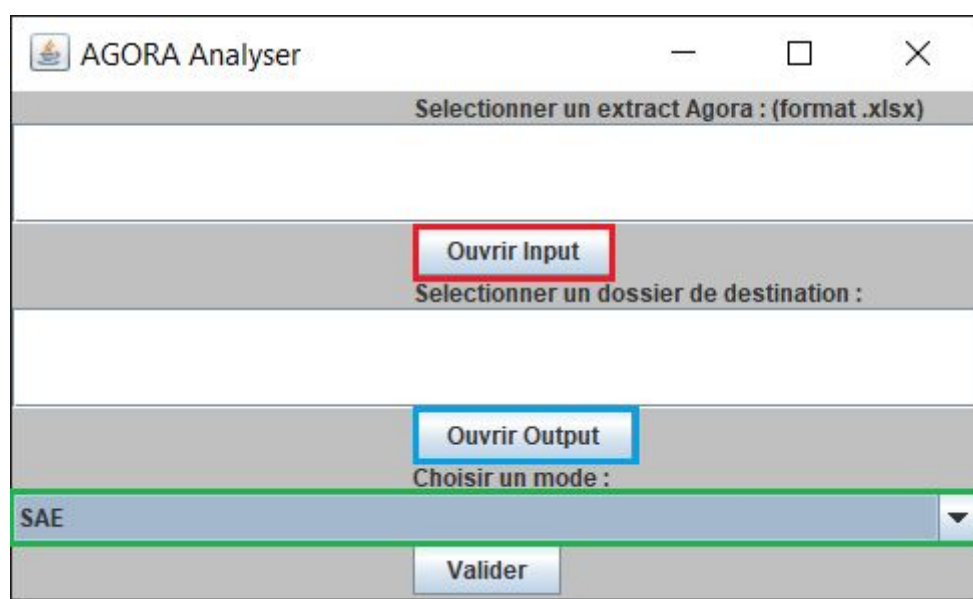 AGORA Analyser
Selectionner un extract Agora : (format .xlsx)
Ouvrir Input
Selectionner un dossier de destination :
Ouvrir Output
Choisir un mode :
SAE
Valider